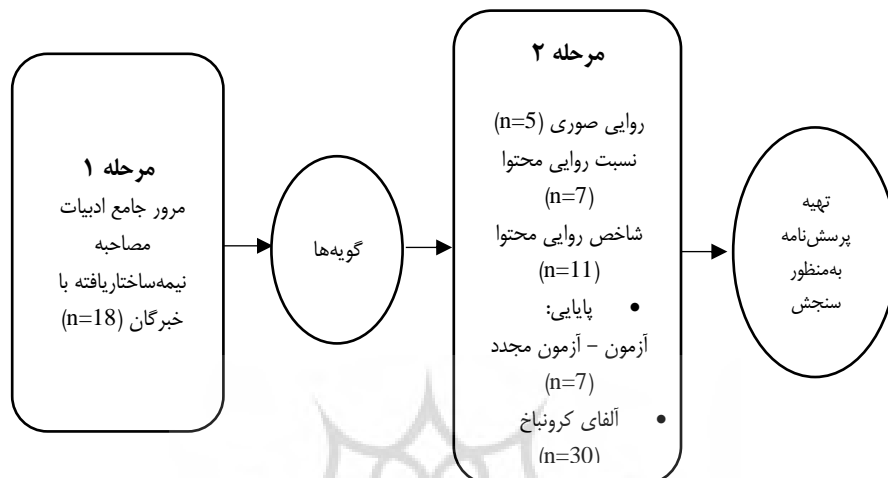 مرحله ۱
مرور جامع ادبیات
مصاحبه
نیمه‌ساختاریافته با
خبرگان (n=18)
گویه‌ها
مرحله ۲
روایی صوری (n=5)
نسبت روایی محتوا
(n=7)
شاخص روایی محتوا
(n=11)
• پایایی:
آزمون – آزمون مجدد
(n=7)
• آلفای کرونباخ
(n=30)
تهیه
پرسش‌نامه
به‌منظور
سنجش